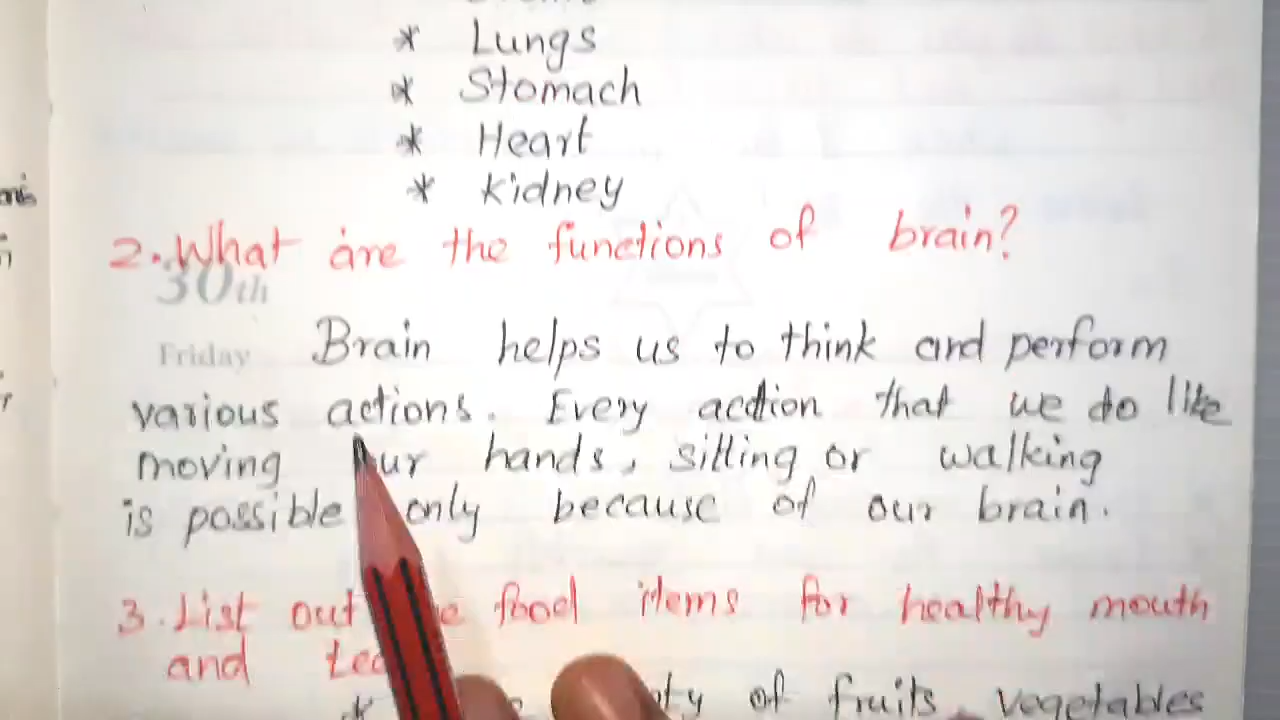 * Lungs
* Stomach
* Heart
* Kidney
2. What are the functions of brain?
30th
Friday
Brain helps us to think and perform
various actions. Every action that we do like
moving our hands, sitting or walking
is possible only because of our brain.
3. List out the food items for healthy mouth
and
* of fruits vegetables